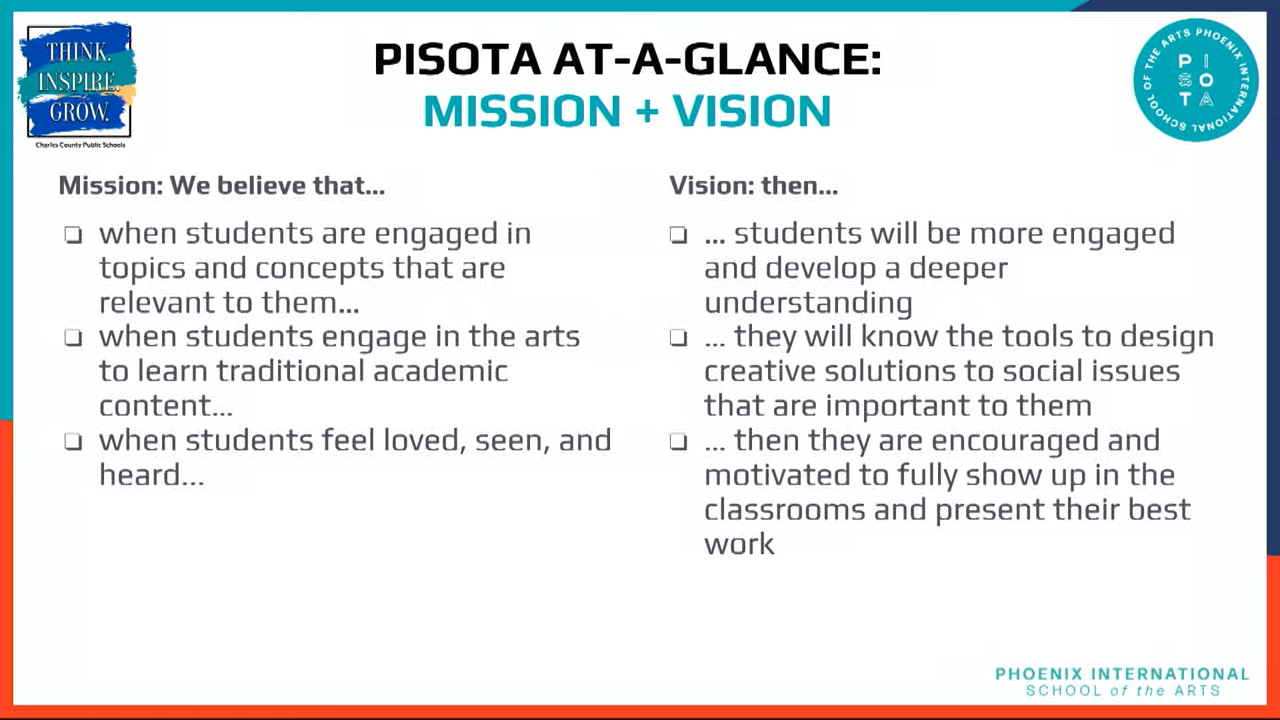 THINK.
INSPIRE.
GROW.
Charles County Public Schools
PISOTA AT-A-GLANCE:
MISSION + VISION
PHOENIX INTERNATIONAL SCHOOL OF THE ARTS
P I
S O
T A
Mission: We believe that...
❏ when students are engaged in
topics and concepts that are
relevant to them...
❏ when students engage in the arts
to learn traditional academic
content...
❏ when students feel loved, seen, and
heard...
Vision: then...
❏ ... students will be more engaged
and develop a deeper
understanding
❏ ... they will know the tools to design
creative solutions to social issues
that are important to them
❏ ... then they are encouraged and
motivated to fully show up in the
classrooms and present their best
work
PHOENIX INTERNATIONAL
SCHOOL of the ARTS